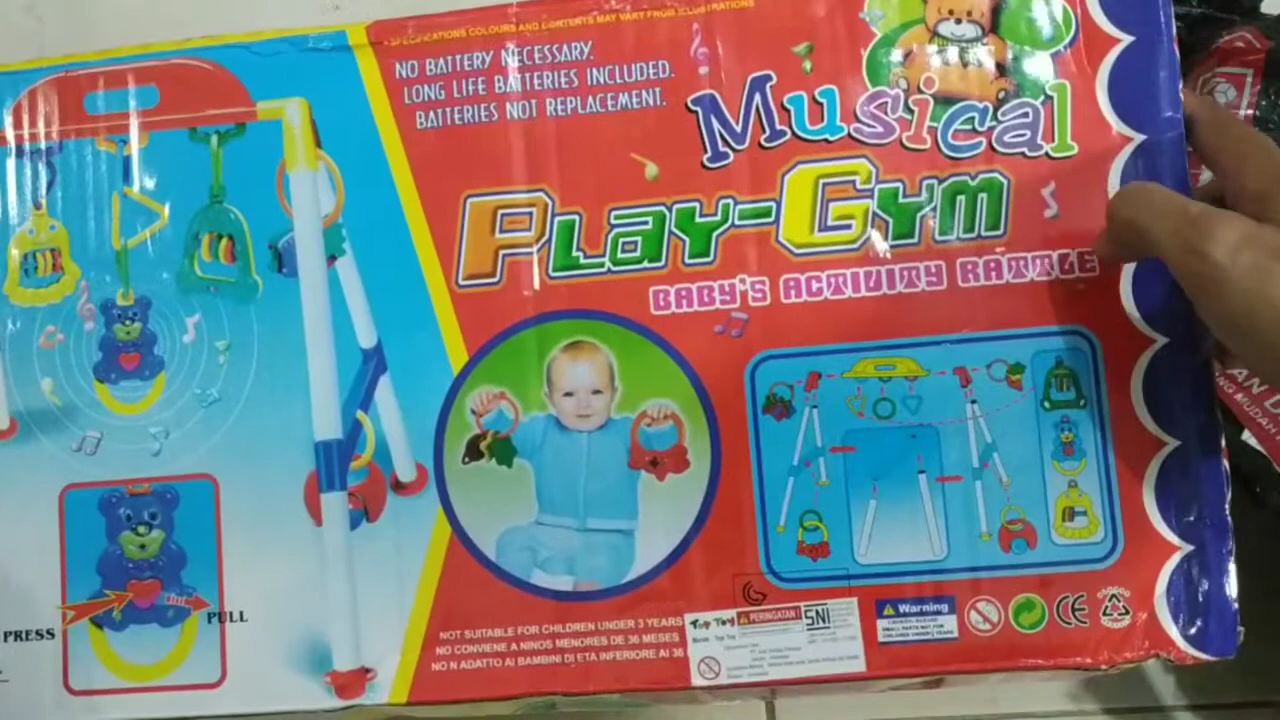 SPECIFICATIONS COLOURS AND CONTENTS MAY VARY FROM ILLUSTRATIONS
NO BATTERY NECESSARY.
LONG LIFE BATTERIES INCLUDED.
BATTERIES NOT REPLACEMENT.
Musical
PLAY-GYM
BABY'S ACTIVITY RATTLE
PRESS
PULL
NOT SUITABLE FOR CHILDREN UNDER 3 YEARS
NO CONVIENE A NINOS MENORES DE 36 MESES
NO N ADATTO AI BAMBINI DI ETA INFERIORE AI 36
Top Toy
PERINGATAN !
SNI
Warning
SMALL PARTS NOT FOR
CHILDREN UNDER 3 YEARS
CE